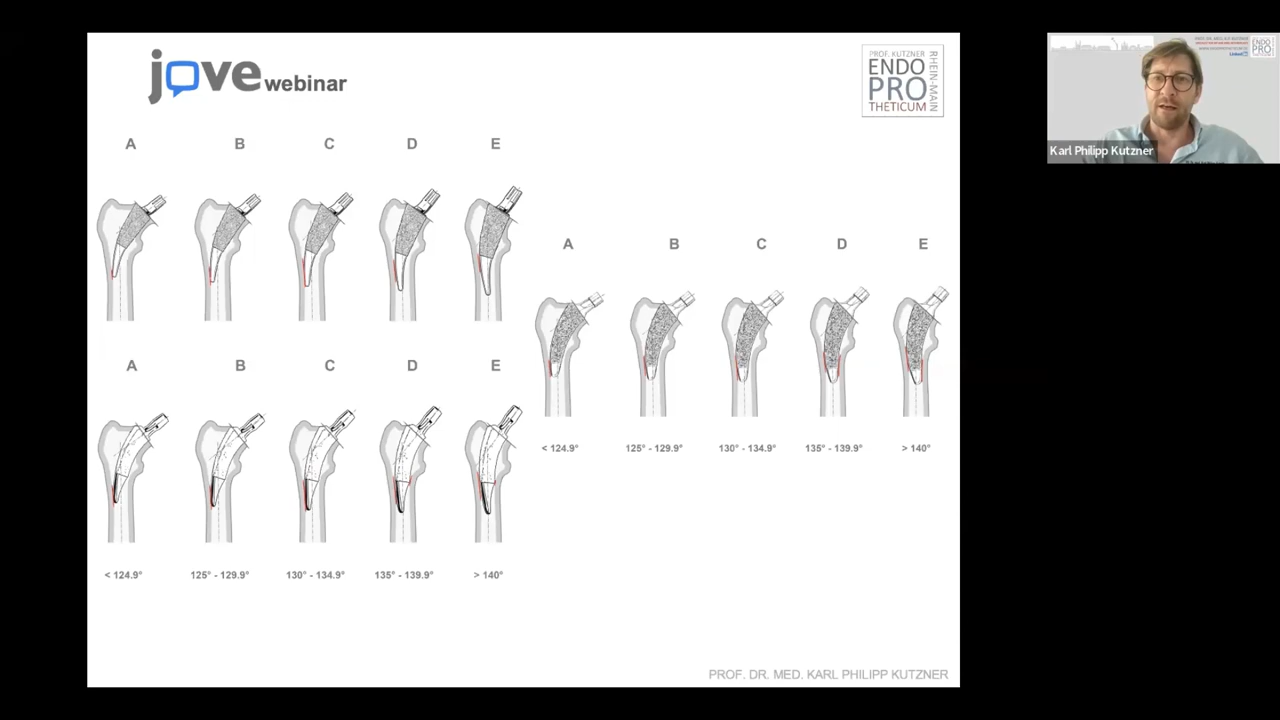 jove webinar
PROF. KUTZNER
ENDO
PRO
THETICUM
RHEIN-MAIN
A B C D E
A B C D E
A B C D E
< 124.9° 125° - 129.9° 130° - 134.9° 135° - 139.9° > 140°
< 124.9° 125° - 129.9° 130° - 134.9° 135° - 139.9° > 140°
PROF. DR. MED. KARL PHILIPP KUTZNER
ENDO
PRO
Karl Philipp Kutzner